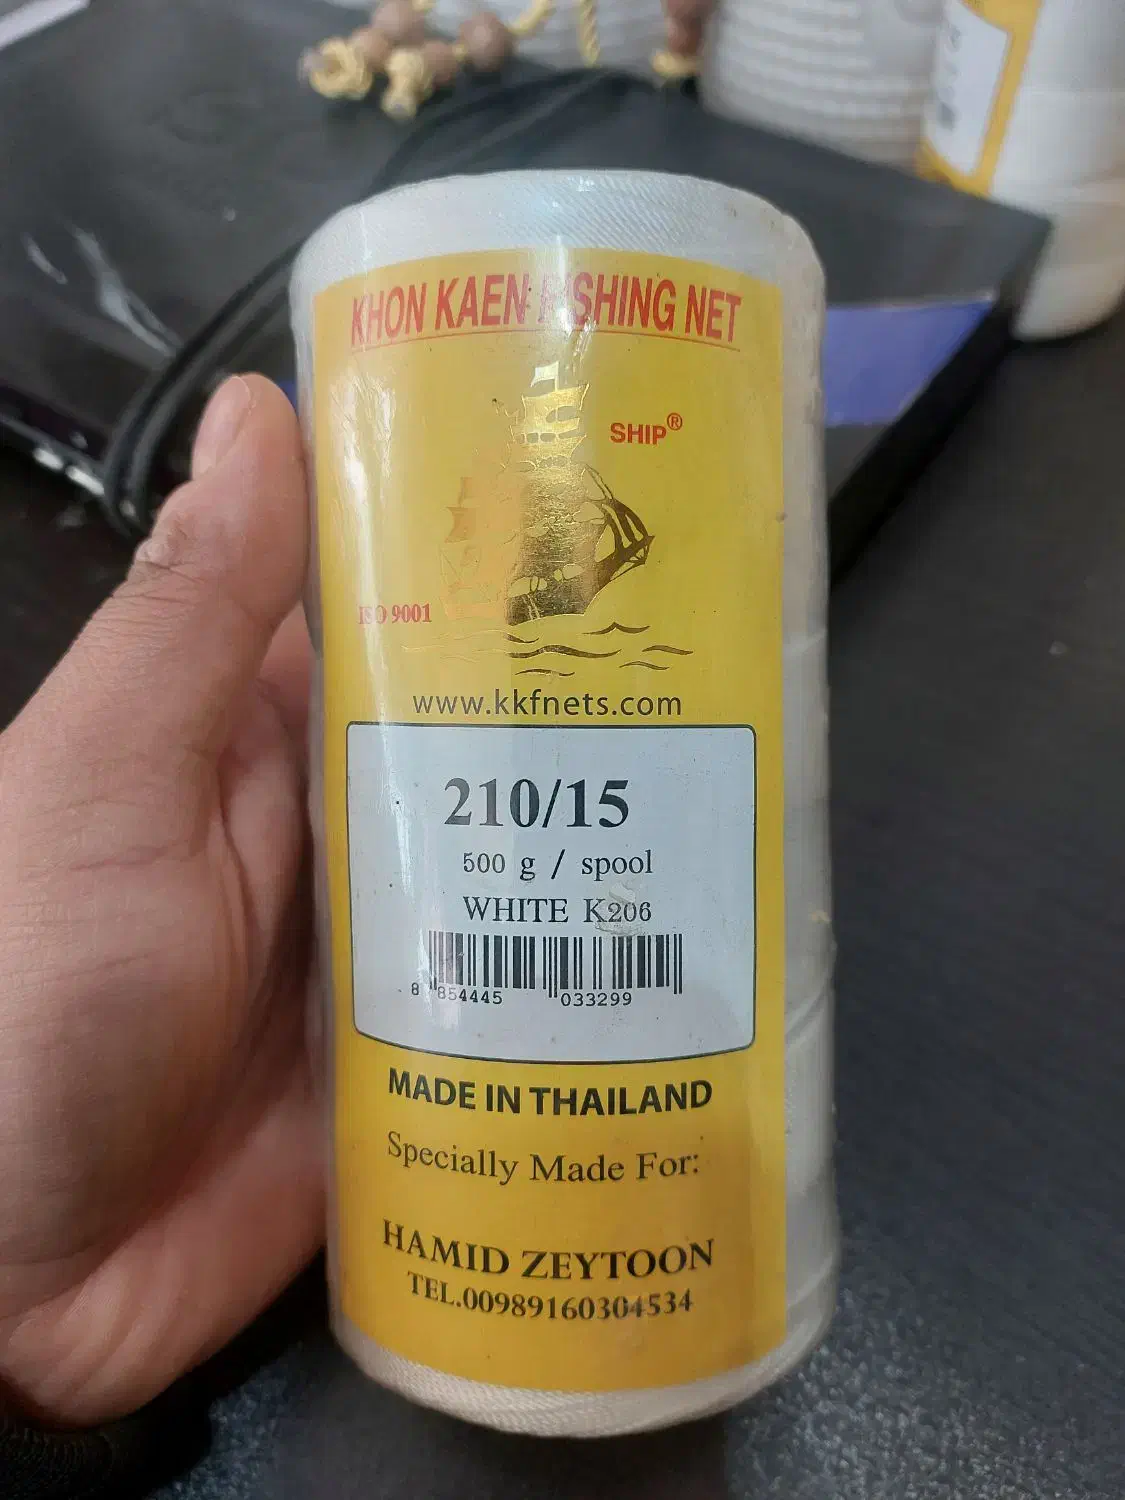 KHON KAEN FISHING NET
SHIP®
ISO 9001
www.kkfnets.com
210/15
500 g / spool
WHITE K206
8 854445 033299
MADE IN THAILAND
Specially Made For:
HAMID ZEYTOON
TEL.00989160304534